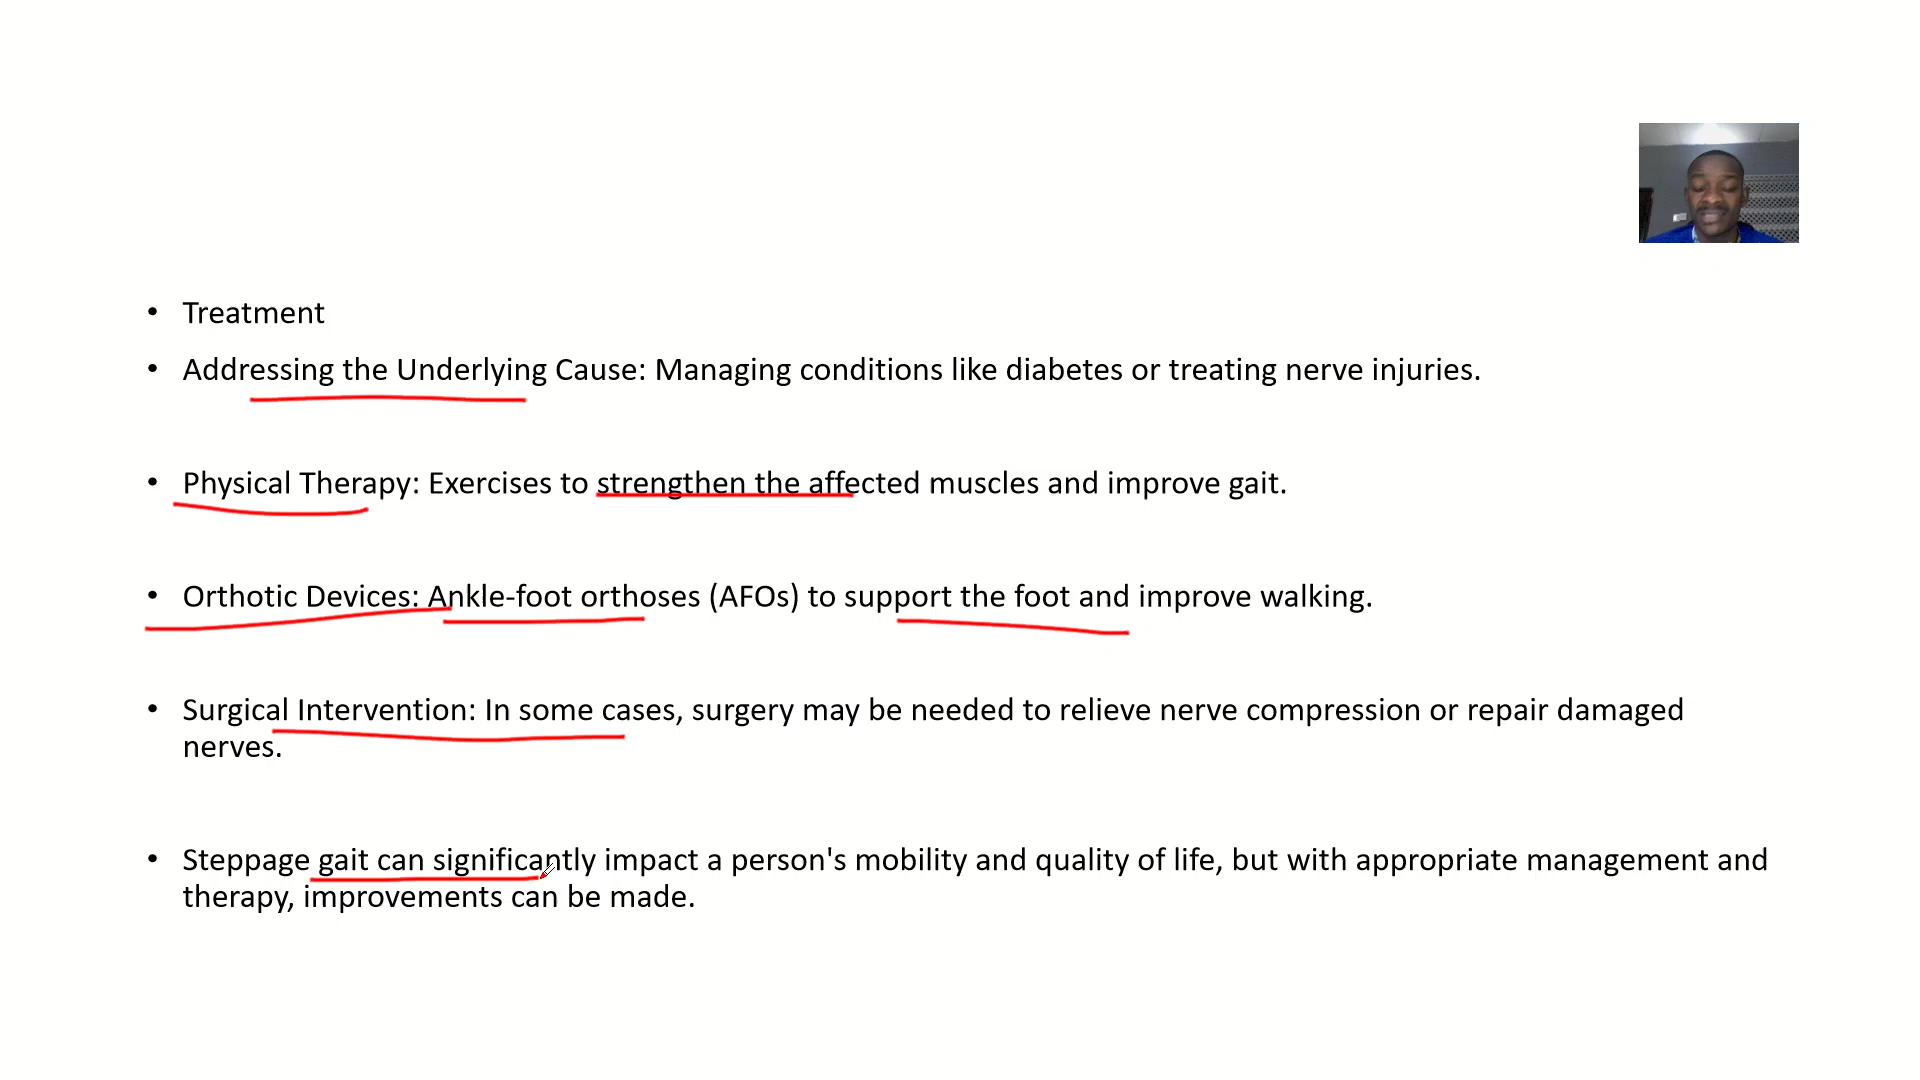 • Treatment
• Addressing the Underlying Cause: Managing conditions like diabetes or treating nerve injuries.
• Physical Therapy: Exercises to strengthen the affected muscles and improve gait.
• Orthotic Devices: Ankle-foot orthoses (AFOs) to support the foot and improve walking.
• Surgical Intervention: In some cases, surgery may be needed to relieve nerve compression or repair damaged
nerves.
• Steppage gait can significantly impact a person's mobility and quality of life, but with appropriate management and
therapy, improvements can be made.